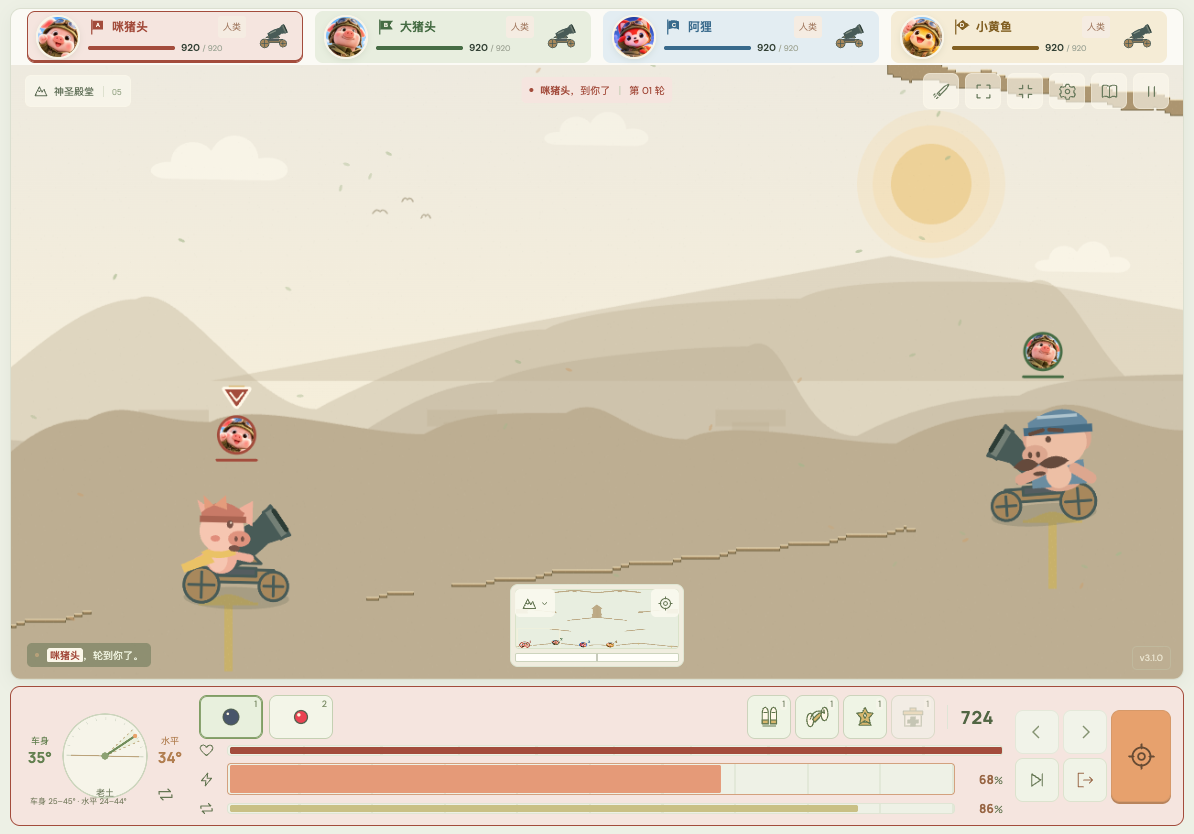 咪猪头 人类
920 / 920
大猪头 人类
920 / 920
阿狸 人类
920 / 920
小黄鱼 人类
920 / 920
神圣殿堂 05
咪猪头，到你了 第 01 轮
咪猪头，轮到你了。
v3.1.0
车身
35°
水平
34°
老土
车身 25–45° · 水平 24–44°
1
2
1
1
1
1
724
68%
86%